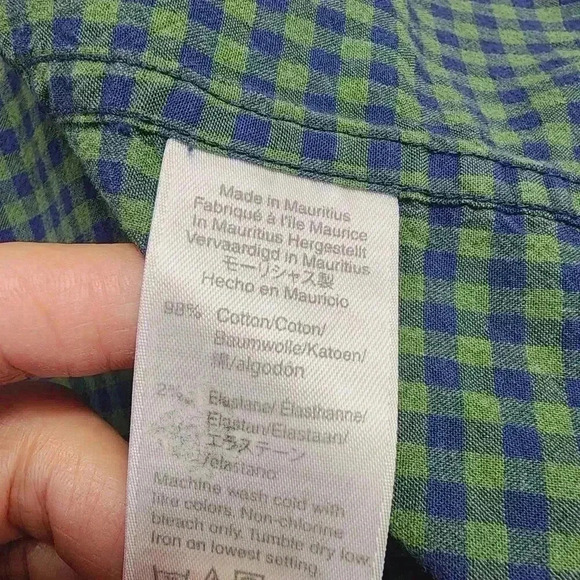 Made in Mauritius
Fabriqué à l'île Maurice
In Mauritius Hergestellt
Vervaardigd in Mauritius
モーリシャス製
Hecho en Mauricio
98% Cotton/Coton/
Baumwolle/Katoen/
綿/algodón
2% Elastane/Élasthanne/
Elastan/Elastaan/
エラステーン
/elastano
Machine wash cold with
like colors. Non-chlorine
bleach only. Tumble dry low.
Iron on lowest setting.